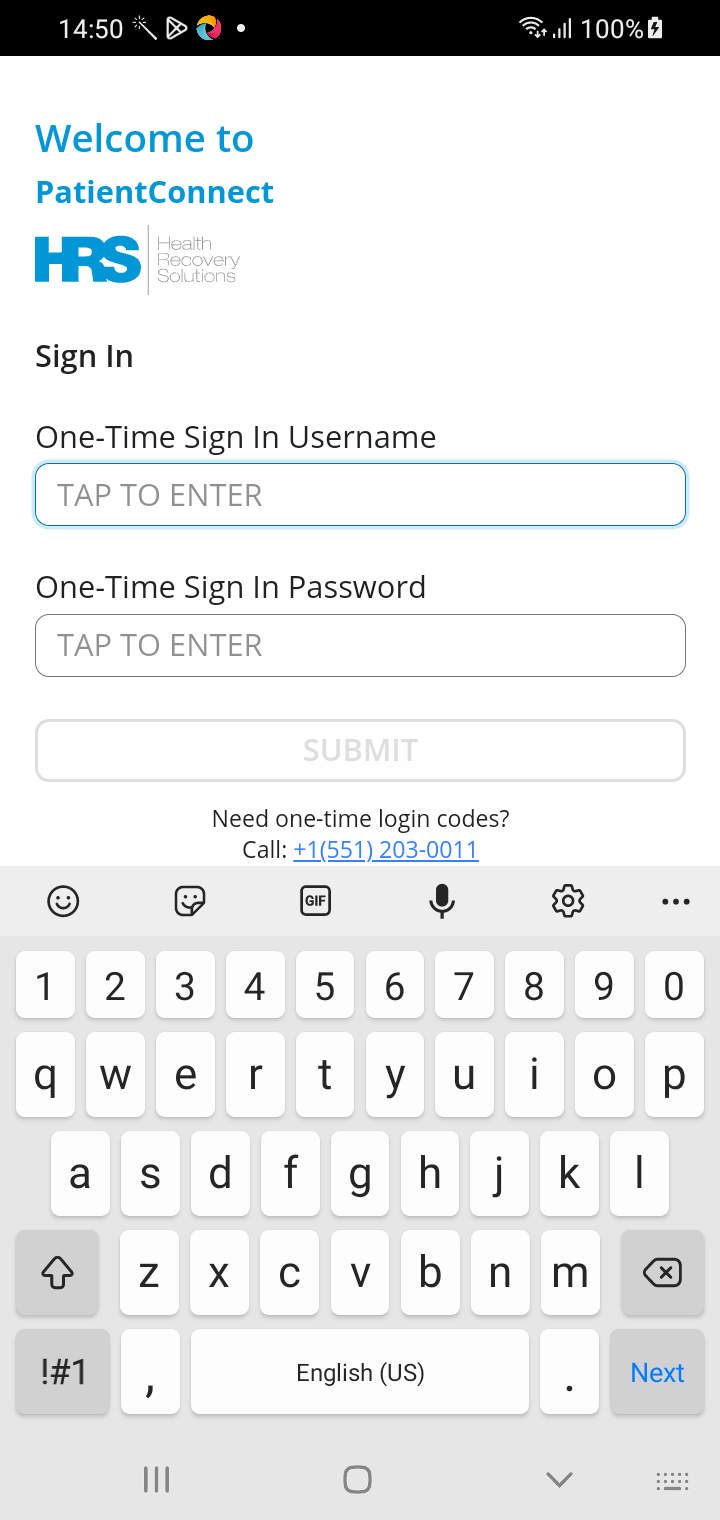 14:50 100%
Welcome to
PatientConnect
HRS Health
Recovery
Solutions
Sign In
One-Time Sign In Username
TAP TO ENTER
One-Time Sign In Password
TAP TO ENTER
SUBMIT
Need one-time login codes?
Call: +1(551) 203-0011
GIF
1 2 3 4 5 6 7 8 9 0
q w e r t y u i o p
a s d f g h j k l
z x c v b n m
!#1 , English (US) . Next